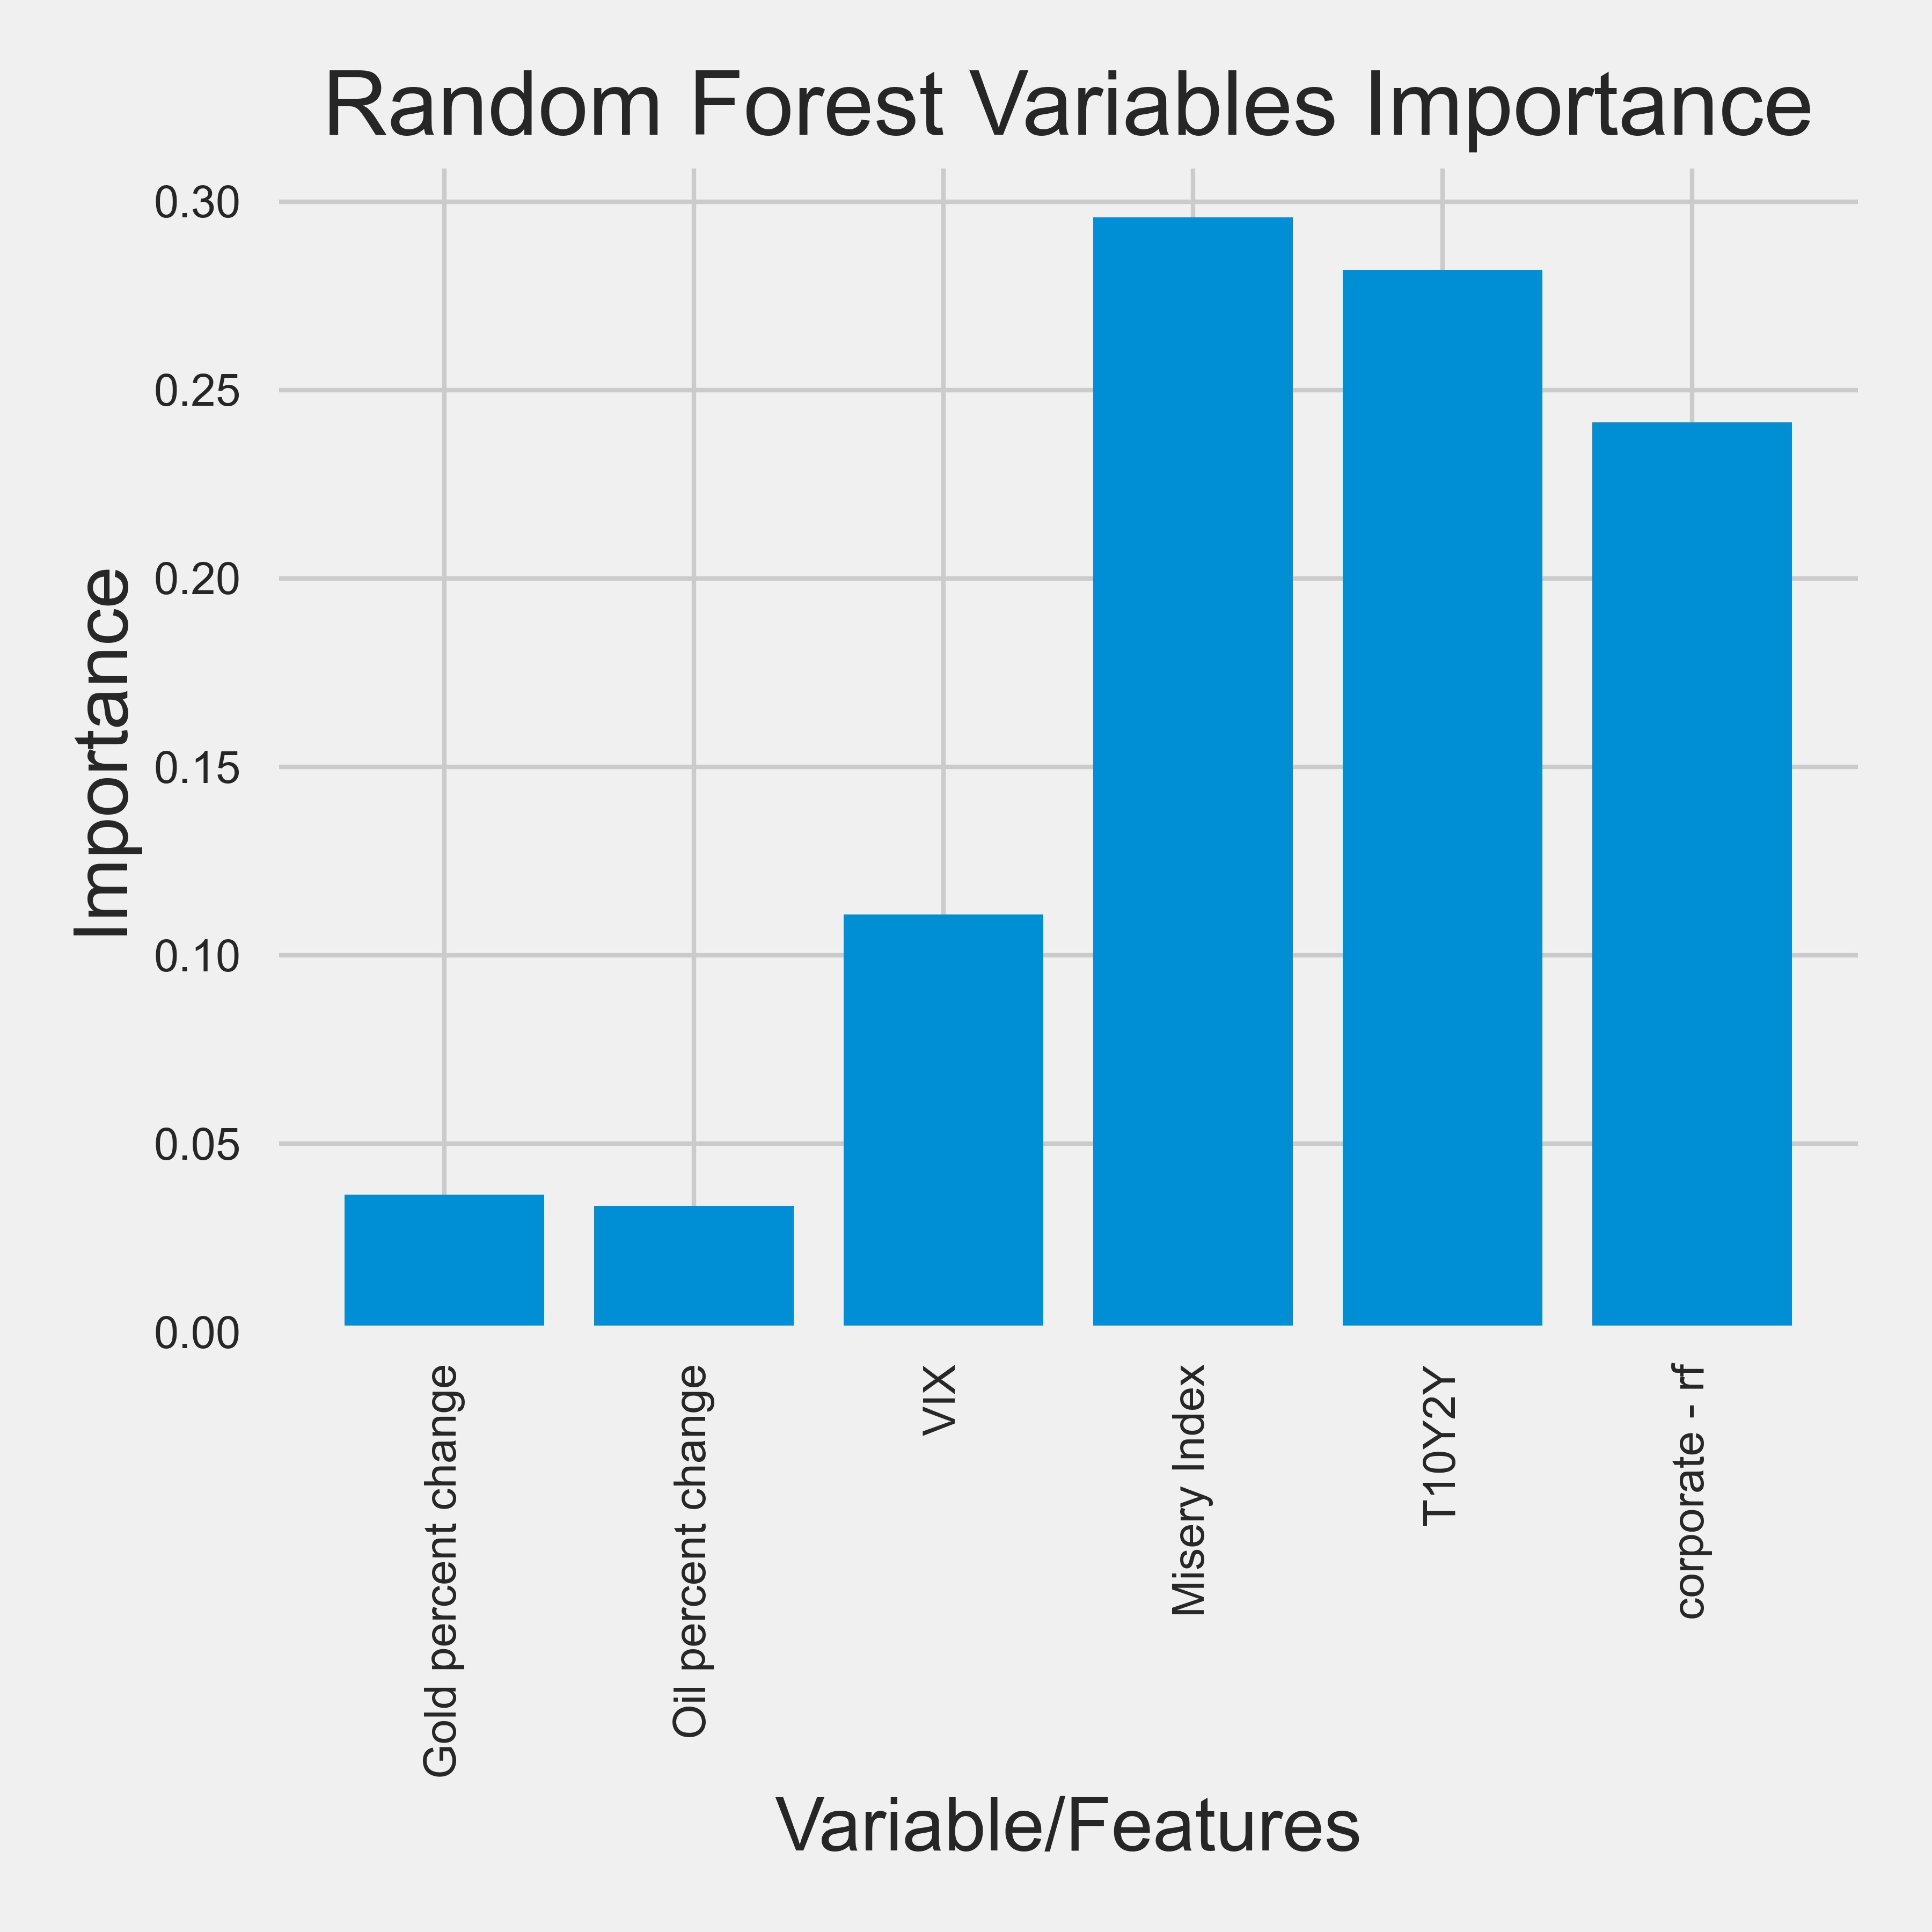 Random Forest Variables Importance
0.30
0.25
0.20
0.15
0.10
0.05
0.00
Importance
Gold percent change
Oil percent change
VIX
Misery Index
T10Y2Y
corporate - rf
Variable/Features